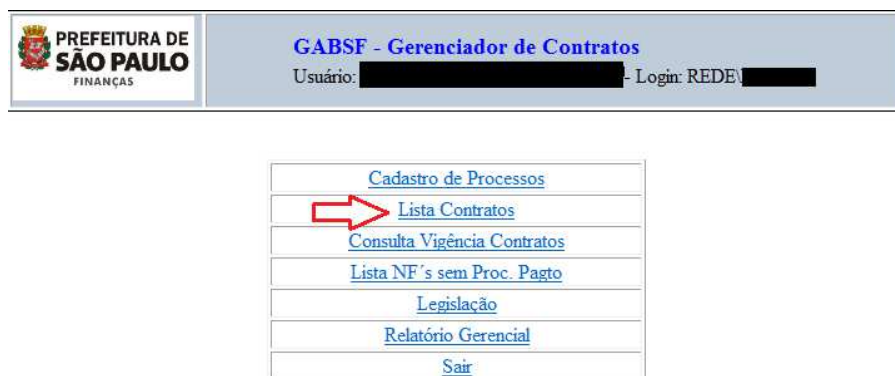 PREFEITURA DE
SÃO PAULO
FINANÇAS
GABSF - Gerenciador de Contratos
Usuário: - Login: REDE\
Cadastro de Processos
Lista Contratos
Consulta Vigência Contratos
Lista NF´s sem Proc. Pagto
Legislação
Relatório Gerencial
Sair